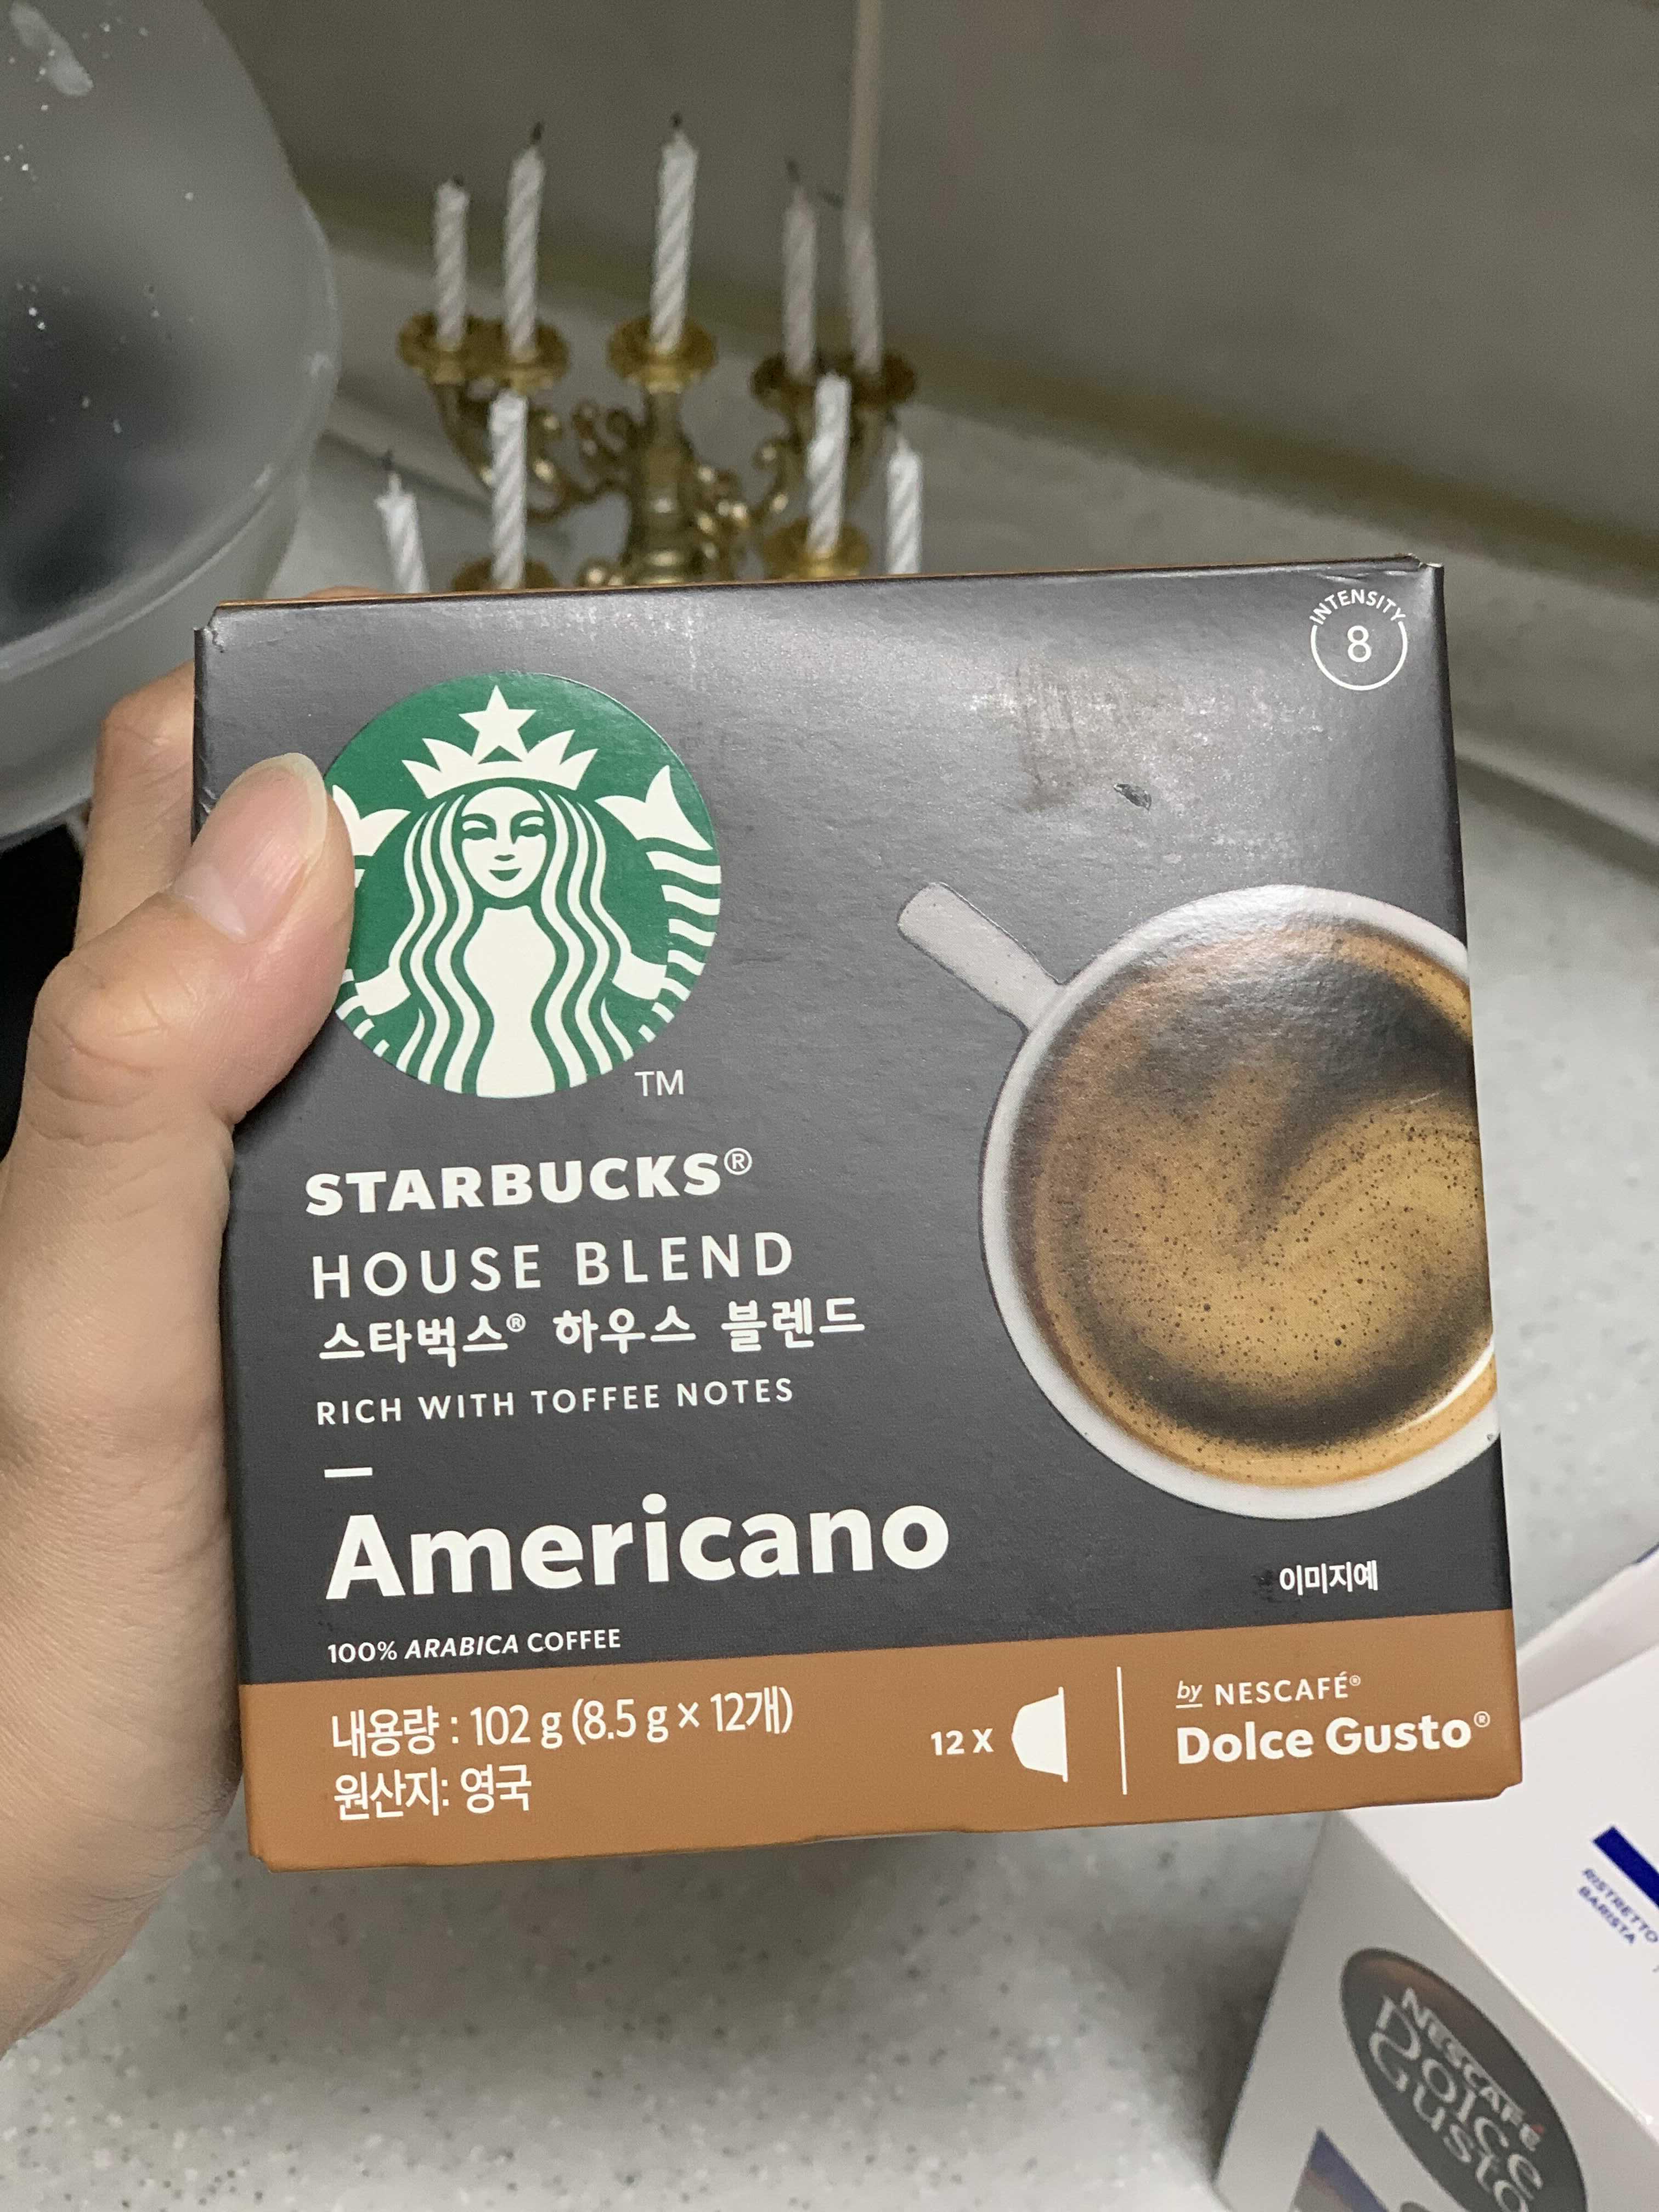 INTENSITY
8
TM
STARBUCKS®
HOUSE BLEND
스타벅스® 하우스 블렌드
RICH WITH TOFFEE NOTES
Americano
이미지예
100% ARABICA COFFEE
내용량 : 102 g (8.5 g × 12개)
원산지: 영국
12 X
by NESCAFÉ®
Dolce Gusto®
RISTRETTO
BARISTA
NESCAFÉ
Dolce
Gusto